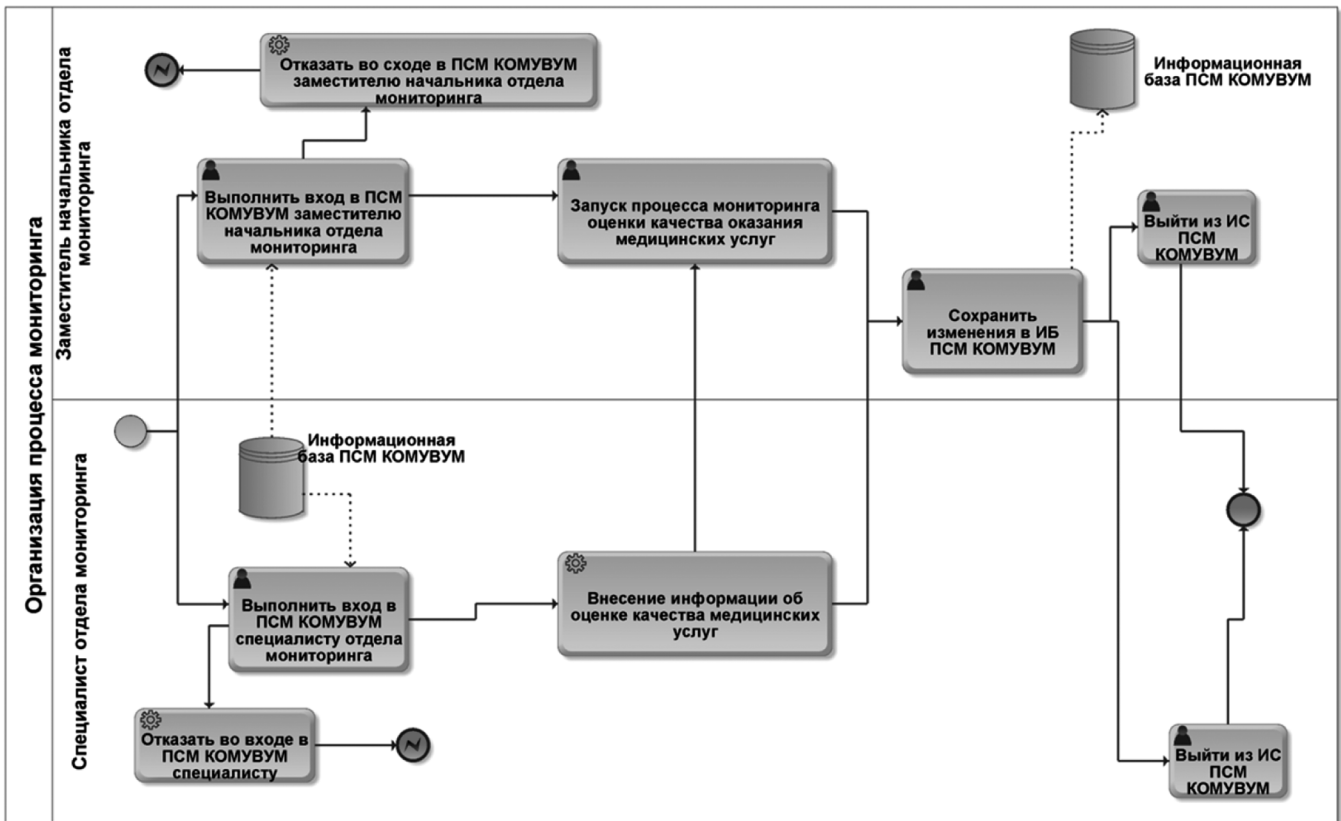 Организация процесса мониторинга
Заместитель начальника отдела
мониторинга
Отказать во сходе в ПСМ КОМУВУМ
заместителю начальника отдела
мониторинга
Информационная
база ПСМ КОМУВУМ
Выполнить вход в ПСМ
КОМУВУМ заместителю
начальника отдела
мониторинга
Запуск процесса мониторинга
оценки качества оказания
медицинских услуг
Выйти из ИС
ПСМ
КОМУВУМ
Сохранить
изменения в ИБ
ПСМ КОМУВУМ
Специалист отдела мониторинга
Информационная
база ПСМ КОМУВУМ
Выполнить вход в
ПСМ КОМУВУМ
специалисту отдела
мониторинга
Внесение информации об
оценке качества медицинских
услуг
Отказать во входе в
ПСМ КОМУВУМ
специалисту
Выйти из ИС
ПСМ
КОМУВУМ